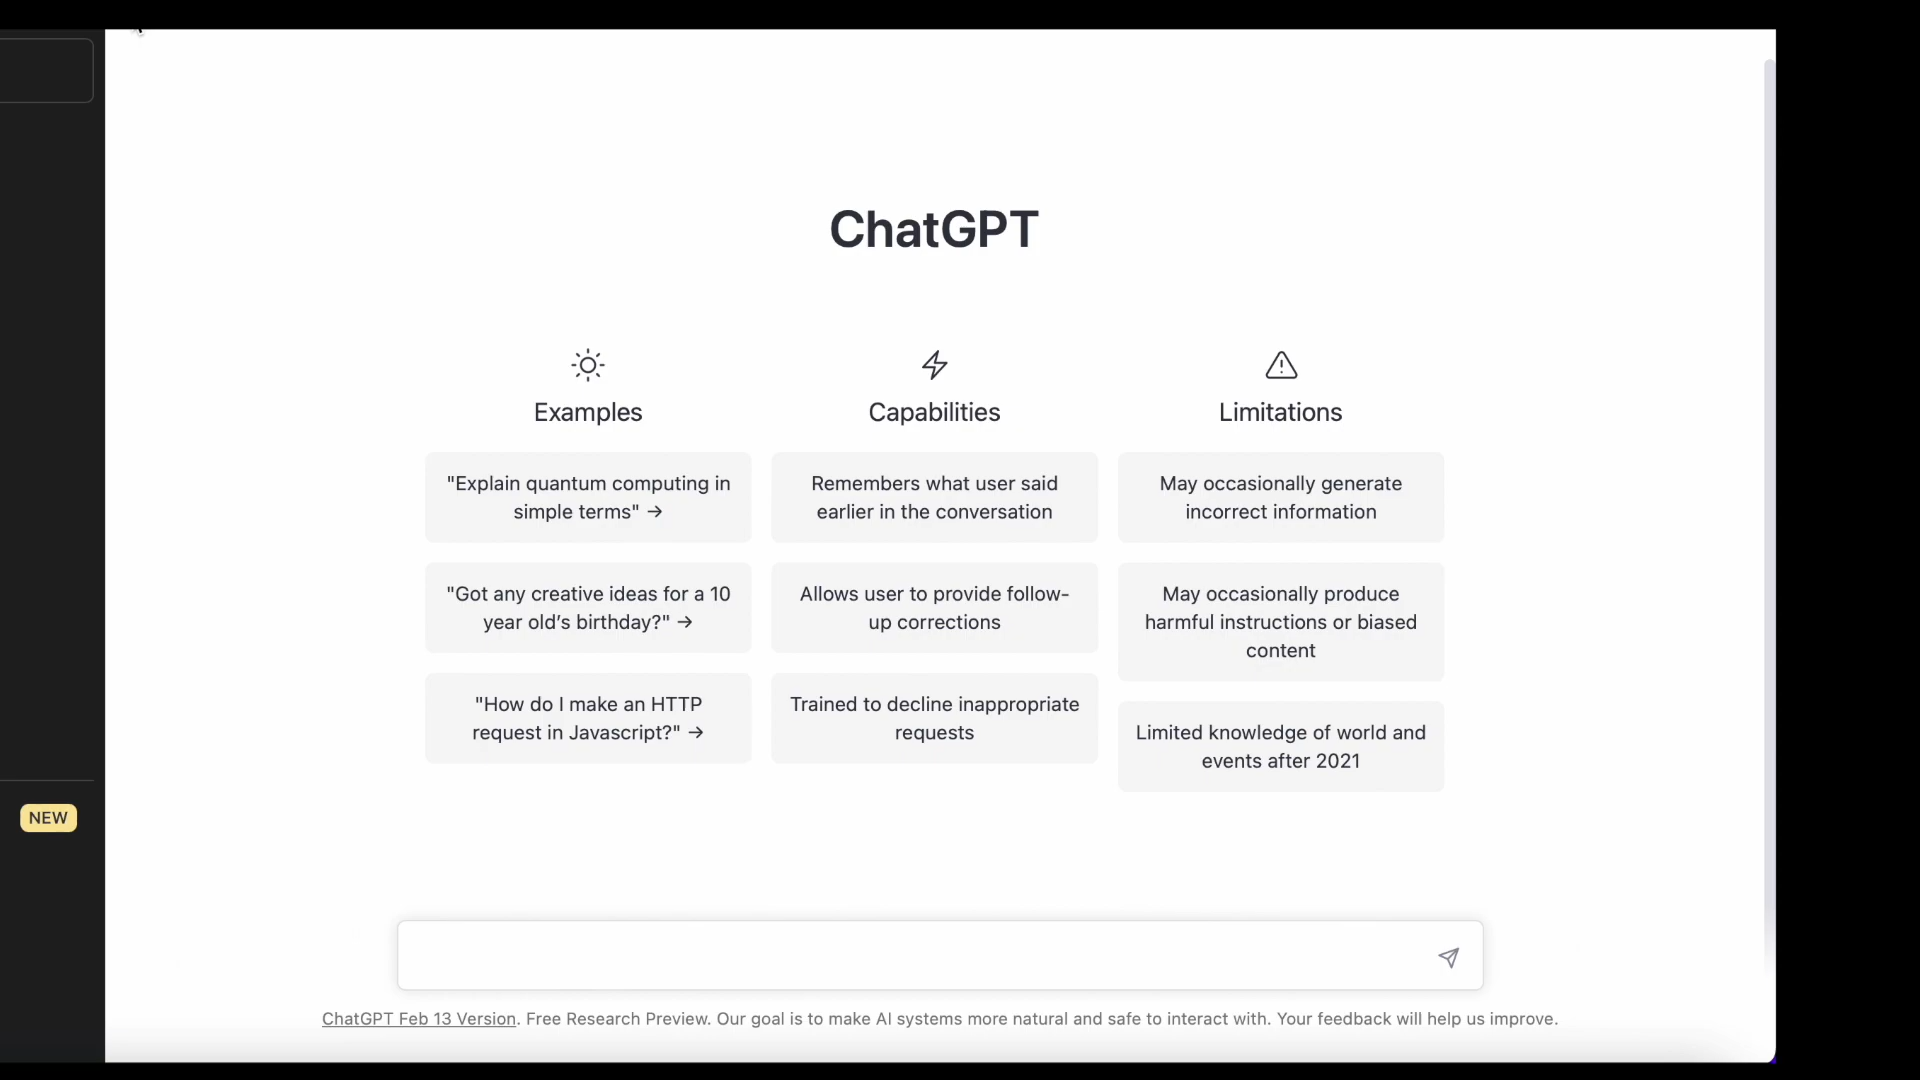 ChatGPT
Examples
"Explain quantum computing in
simple terms" →
"Got any creative ideas for a 10
year old’s birthday?" →
"How do I make an HTTP
request in Javascript?" →
Capabilities
Remembers what user said
earlier in the conversation
Allows user to provide follow-
up corrections
Trained to decline inappropriate
requests
Limitations
May occasionally generate
incorrect information
May occasionally produce
harmful instructions or biased
content
Limited knowledge of world and
events after 2021
NEW
ChatGPT Feb 13 Version. Free Research Preview. Our goal is to make AI systems more natural and safe to interact with. Your feedback will help us improve.